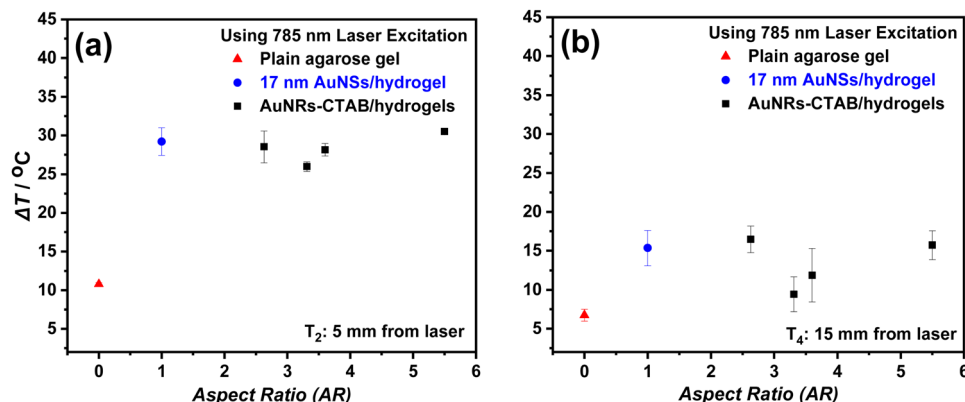 (a)
Using 785 nm Laser Excitation
Plain agarose gel
17 nm AuNSs/hydrogel
AuNRs-CTAB/hydrogels
45
40
35
30
25
20
15
10
5
ΔT / °C
T₂: 5 mm from laser
0 1 2 3 4 5 6
Aspect Ratio (AR)
(b)
Using 785 nm Laser Excitation
Plain agarose gel
17 nm AuNSs/hydrogel
AuNRs-CTAB/hydrogels
45
40
35
30
25
20
15
10
5
T₄: 15 mm from laser
0 1 2 3 4 5 6
Aspect Ratio (AR)